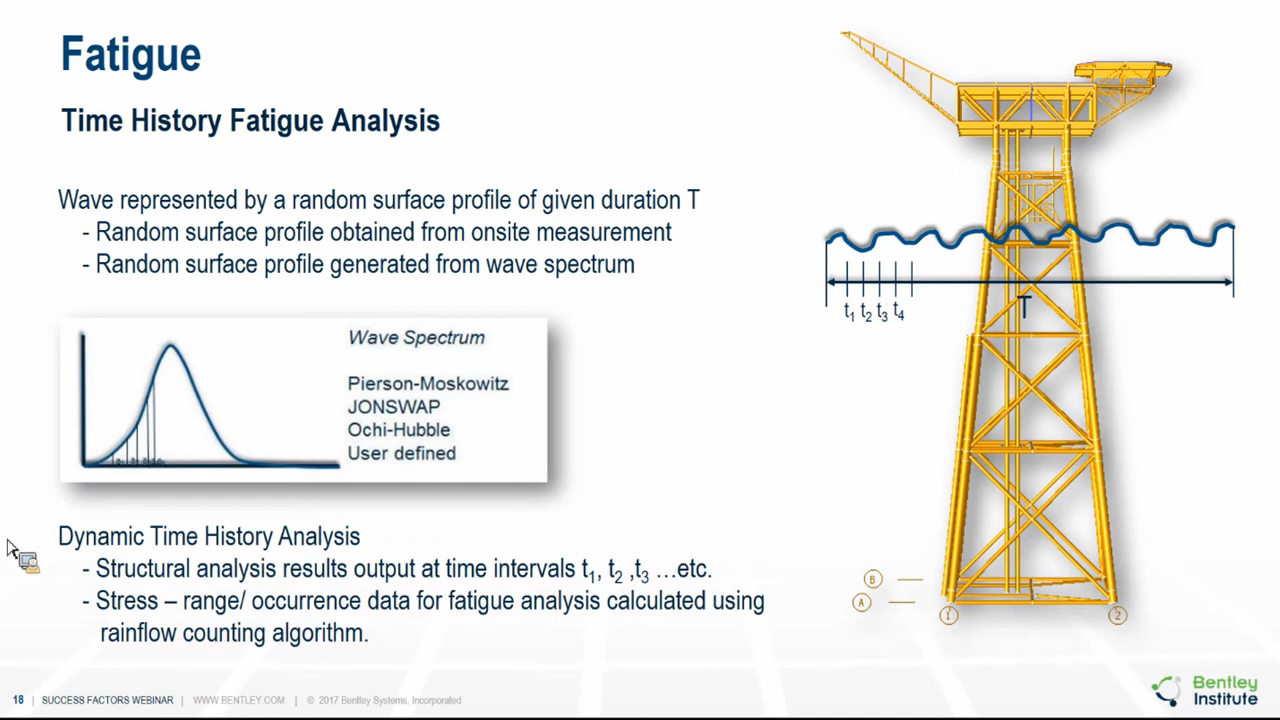 Fatigue
Time History Fatigue Analysis
Wave represented by a random surface profile of given duration T
- Random surface profile obtained from onsite measurement
- Random surface profile generated from wave spectrum
Wave Spectrum
Pierson-Moskowitz
JONSWAP
Ochi-Hubble
User defined
Dynamic Time History Analysis
- Structural analysis results output at time intervals t₁, t₂ ,t₃ …etc.
- Stress – range/ occurrence data for fatigue analysis calculated using
rainflow counting algorithm.
t₁ t₂ t₃ t₄
T
B
A
1
2
18 | SUCCESS FACTORS WEBINAR | WWW.BENTLEY.COM | © 2017 Bentley Systems, Incorporated
Bentley
Institute